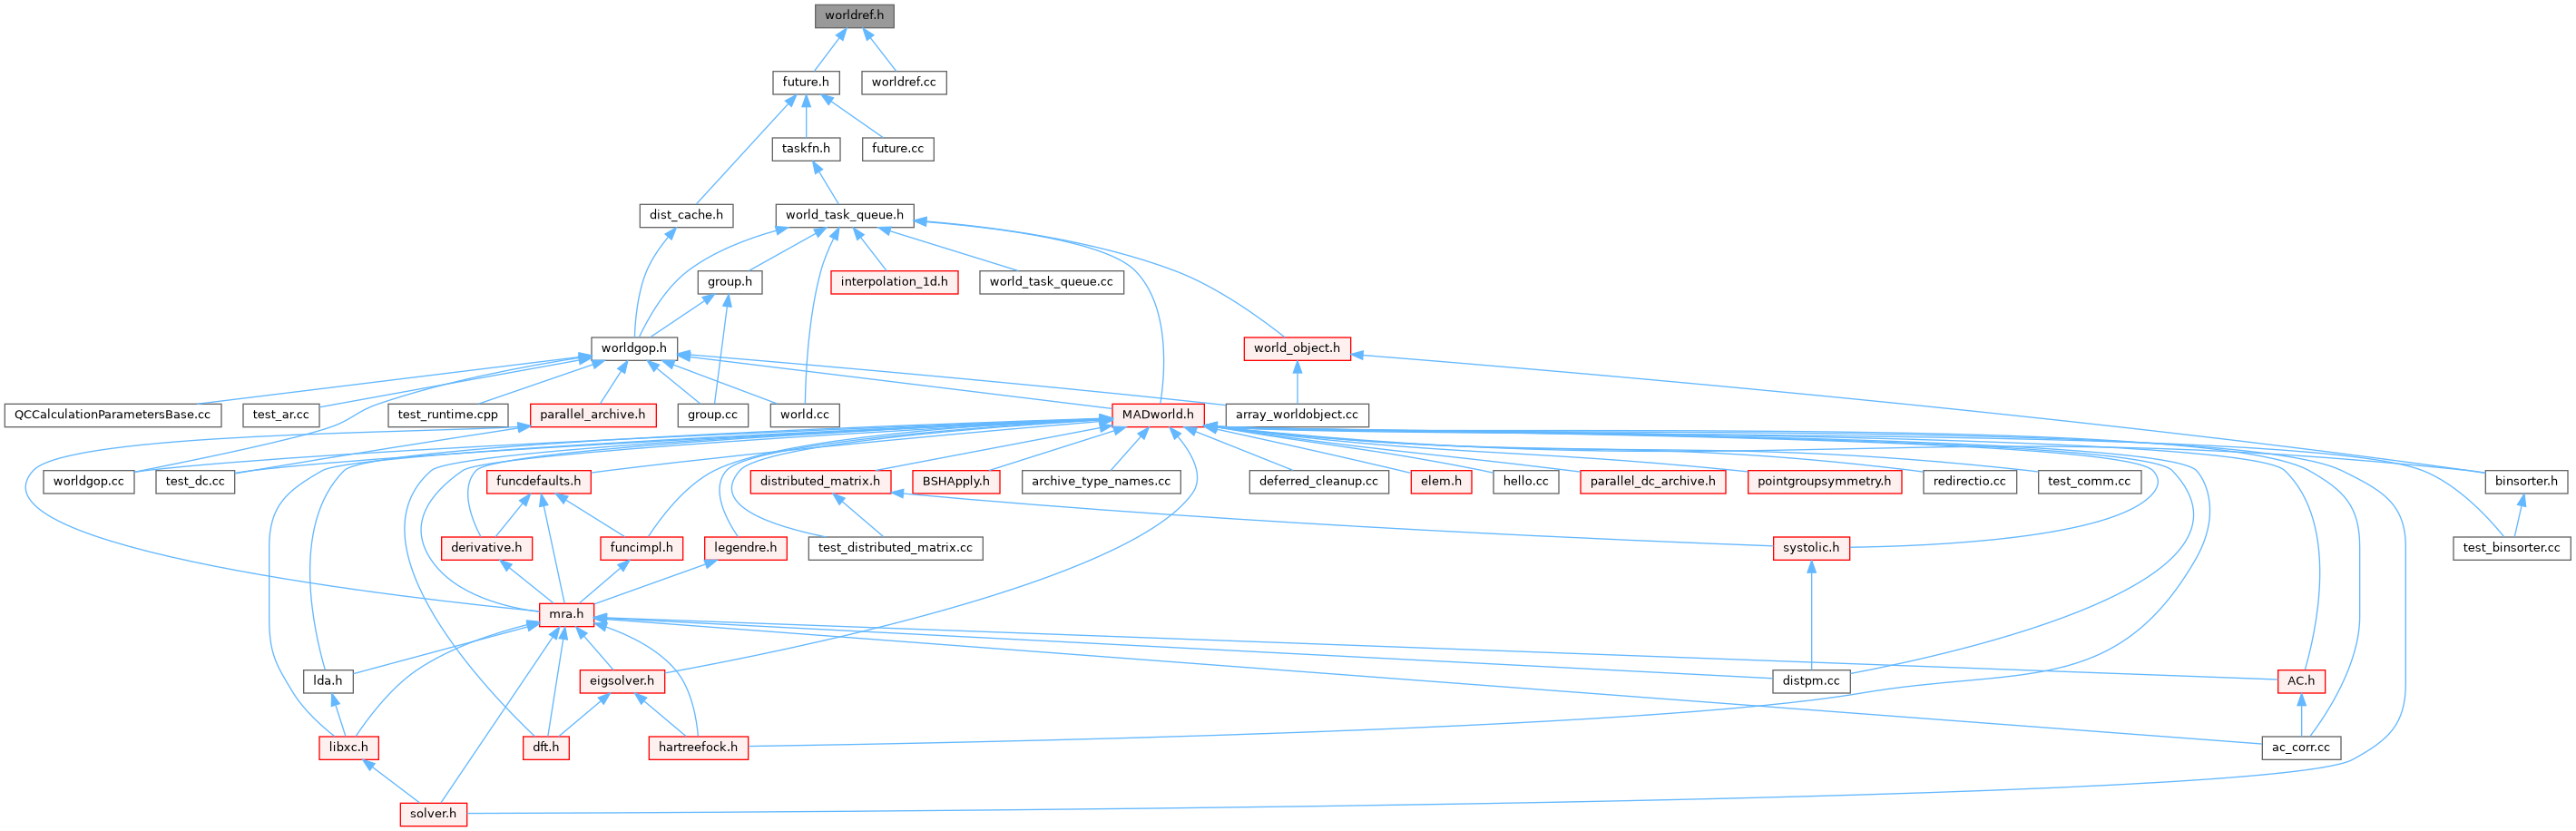 worldref.h
future.h
worldref.cc
taskfn.h
future.cc
dist_cache.h
world_task_queue.h
group.h
interpolation_1d.h
world_task_queue.cc
worldgop.h
world_object.h
QCCalculationParametersBase.cc
test_ar.cc
test_runtime.cpp
parallel_archive.h
group.cc
world.cc
MADworld.h
array_worldobject.cc
worldgop.cc
test_dc.cc
funcdefaults.h
distributed_matrix.h
BSHApply.h
archive_type_names.cc
deferred_cleanup.cc
elem.h
hello.cc
parallel_dc_archive.h
pointgroupsymmetry.h
redirectio.cc
test_comm.cc
binsorter.h
derivative.h
funcimpl.h
legendre.h
test_distributed_matrix.cc
systolic.h
test_binsorter.cc
mra.h
lda.h
eigsolver.h
distpm.cc
AC.h
libxc.h
dft.h
hartreefock.h
ac_corr.cc
solver.h